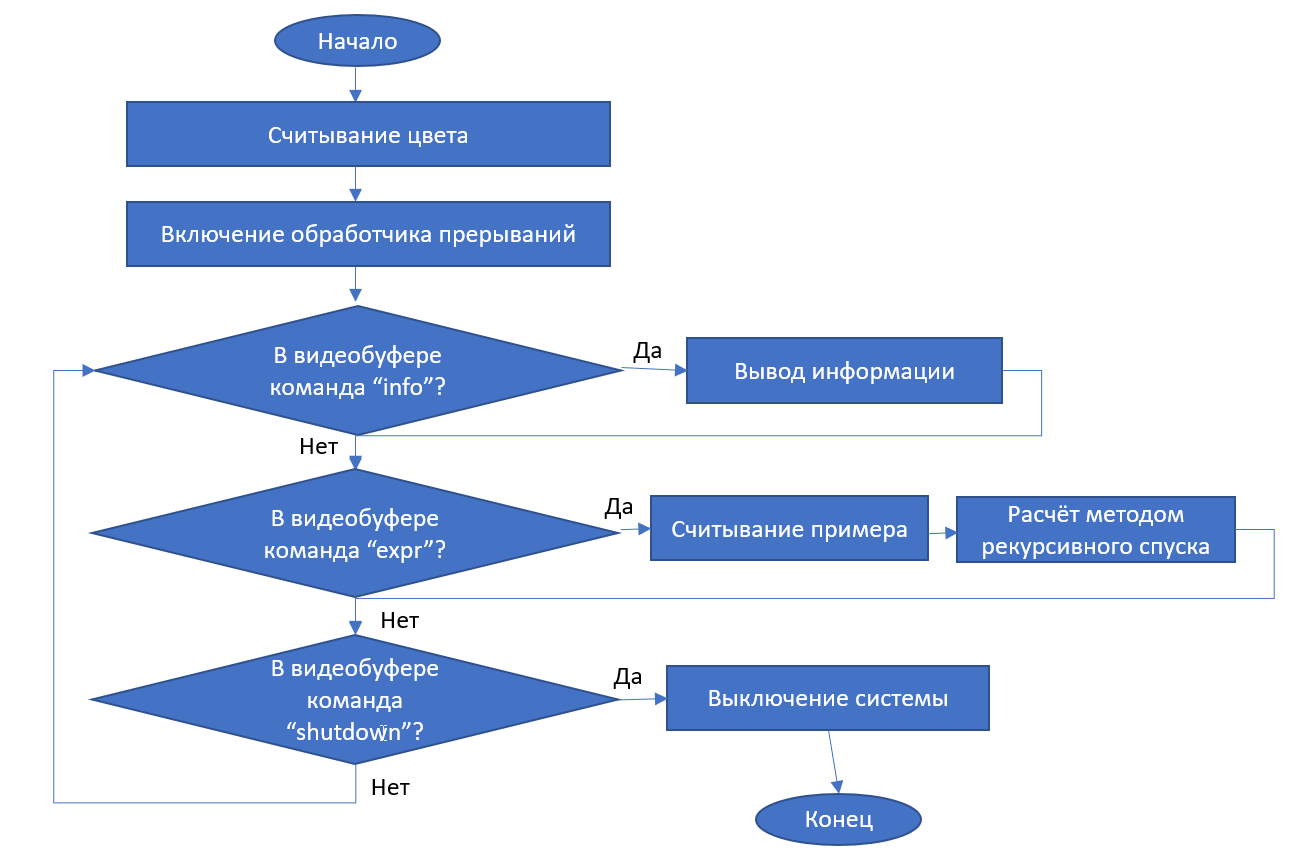 Начало
Считывание цвета
Включение обработчика прерываний
В видеобуфере
команда “info”?
Да
Вывод информации
Нет
В видеобуфере
команда “expr”?
Да
Считывание примера
Расчёт методом
рекурсивного спуска
Нет
В видеобуфере
команда
“shutdown”?
Да
Выключение системы
Нет
Конец